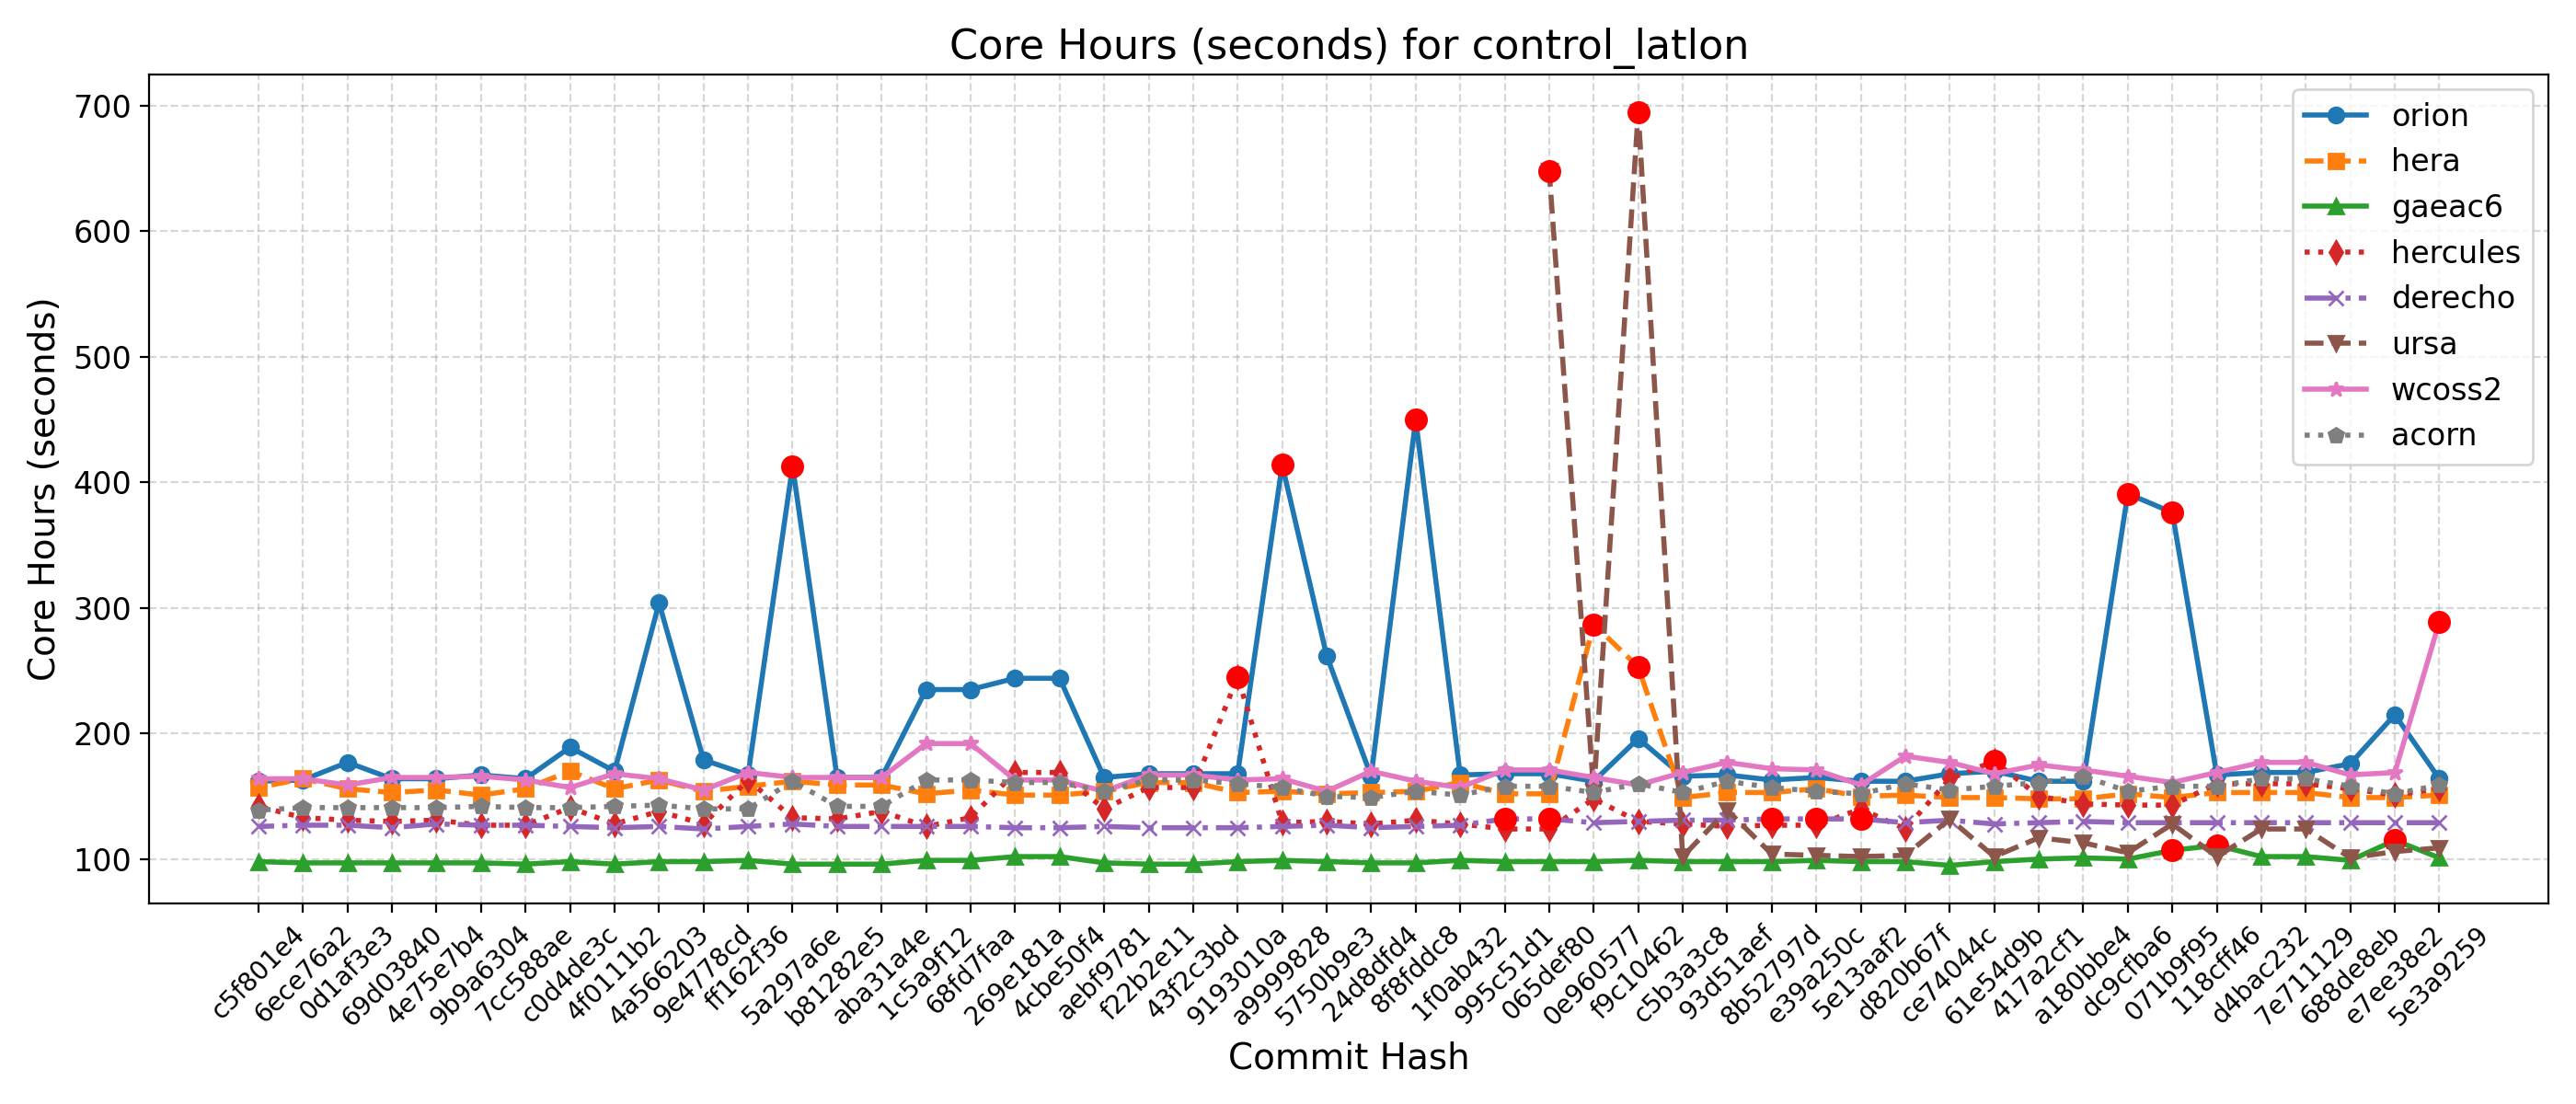 Core Hours (seconds) for control_latlon
Core Hours (seconds)
700
600
500
400
300
200
100
orion
hera
gaeac6
hercules
derecho
ursa
wcoss2
acorn
c5f801e4
6ece76a2
0d1af3e3
69d03840
4e75e7b4
9b9a6304
7cc588ae
c0d4de3c
4f0111b2
4a566203
9e4778cd
ff162f36
5a297a6e
b81282e5
aba31a4e
1c5a9f12
68fd7faa
269e181a
4cbe50f4
aebf9781
f22b2e11
43f2c3bd
9193010a
a9999828
5750b9e3
24d8dfd4
8f8fddc8
1f0ab432
995c51d1
065def80
0e960577
f9c10462
c5b3a3c8
93d51aef
8b52797d
e39a250c
5e13aaf2
d820b67f
ce74044c
61e54d9b
417a2cf1
a180bbe4
dc9cfba6
071b9f95
118cff46
d4bac232
7e711129
688de8eb
e7ee38e2
5e3a9259
Commit Hash